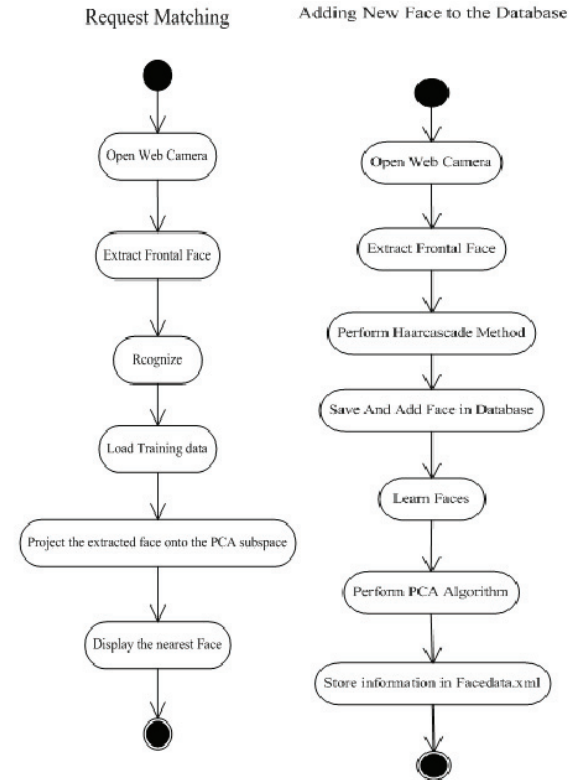 Request Matching
Open Web Camera
Extract Frontal Face
Rcognize
Load Training data
Project the extracted face onto the PCA subspace
Display the nearest Face
Adding New Face to the Database
Open Web Camera
Extract Frontal Face
Perform Haarcascade Method
Save And Add Face in Database
Learn Faces
Perform PCA Algorithm
Store information in Facedata.xml